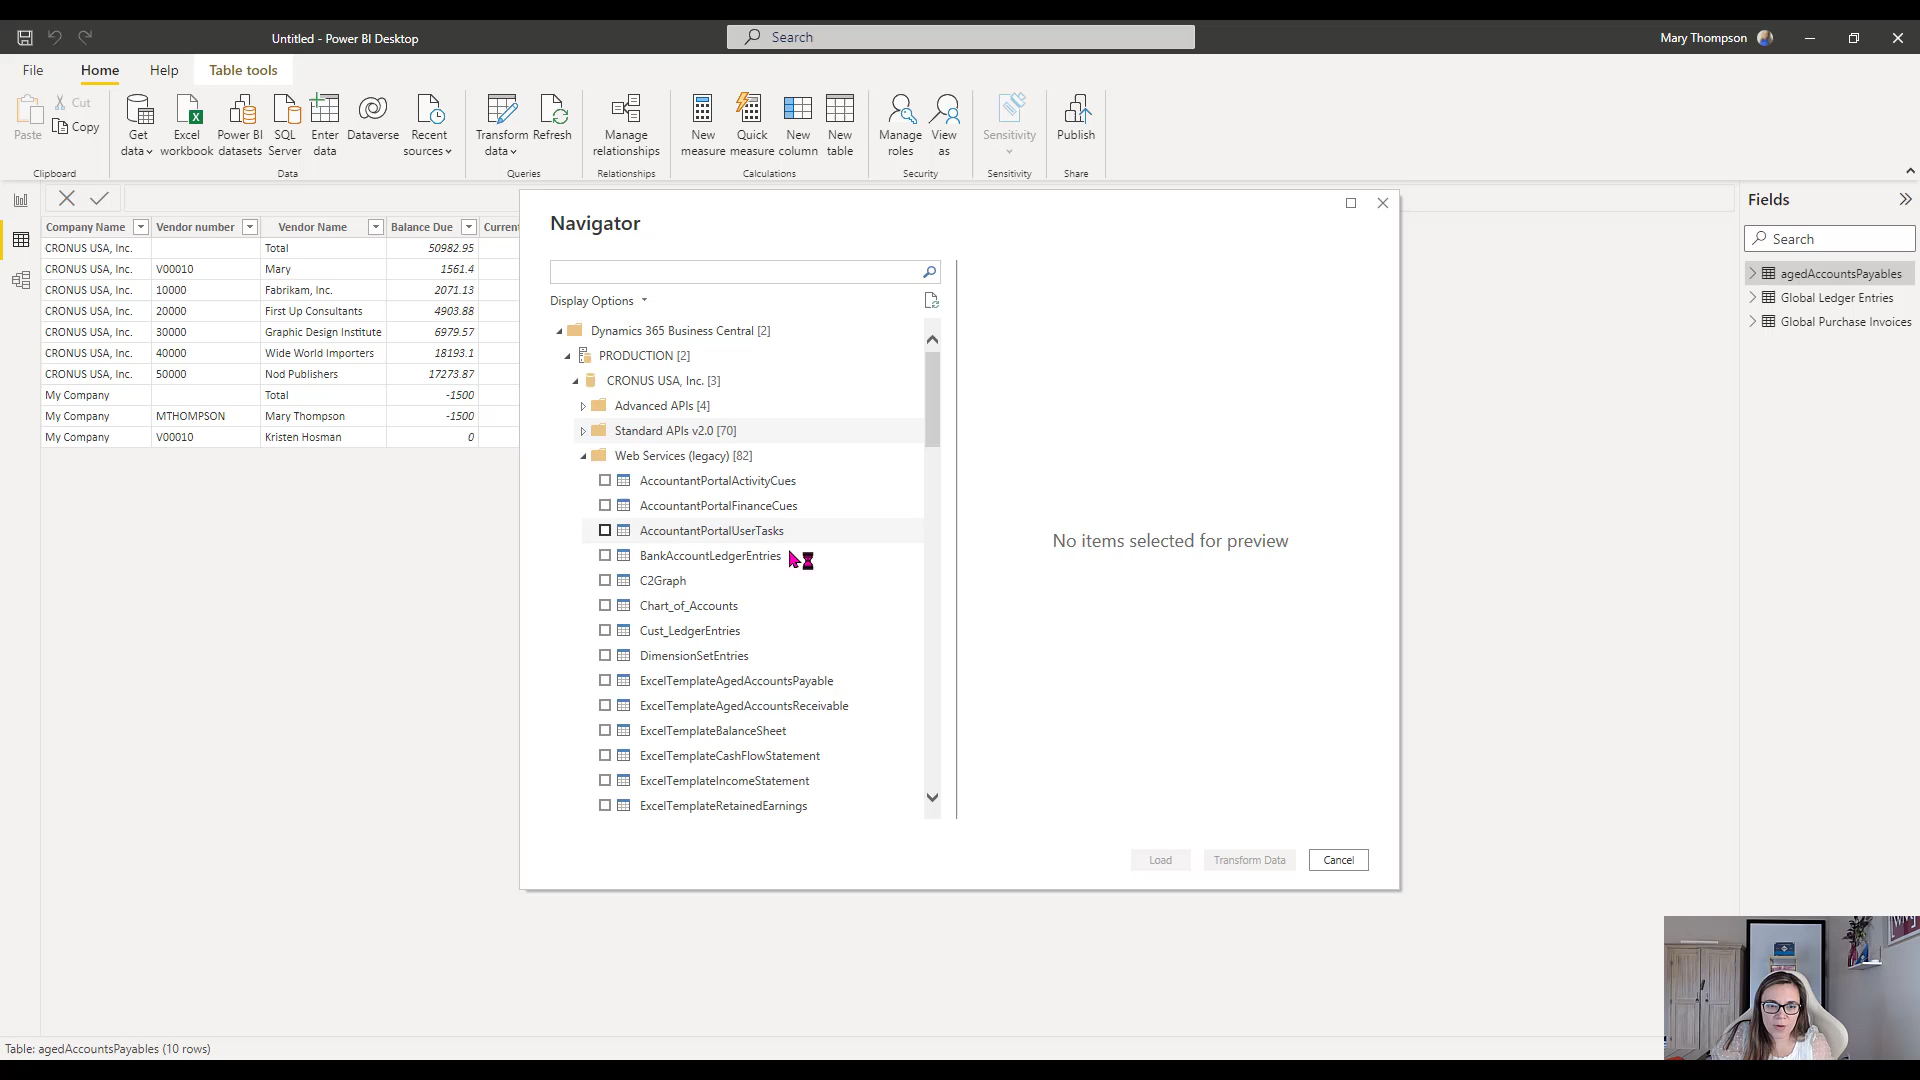 Untitled - Power BI Desktop
Search
Mary Thompson
File
Home
Help
Table tools
Paste
Cut
Copy
Clipboard
Get data
Excel workbook
Power BI datasets
SQL Server
Enter data
Dataverse
Recent sources
Data
Transform data
Refresh
Queries
Manage relationships
Relationships
New measure
Quick measure
New column
New table
Calculations
Manage roles
View as
Security
Sensitivity
Sensitivity
Publish
Share
Company Name Vendor number Vendor Name Balance Due Current
CRONUS USA, Inc. Total 50982.95
CRONUS USA, Inc. V00010 Mary 1561.4
CRONUS USA, Inc. 10000 Fabrikam, Inc. 2071.13
CRONUS USA, Inc. 20000 First Up Consultants 4903.88
CRONUS USA, Inc. 30000 Graphic Design Institute 6979.57
CRONUS USA, Inc. 40000 Wide World Importers 18193.1
CRONUS USA, Inc. 50000 Nod Publishers 17273.87
My Company Total -1500
My Company MTHOMPSON Mary Thompson -1500
My Company V00010 Kristen Hosman 0
Navigator
Display Options
Dynamics 365 Business Central [2]
PRODUCTION [2]
CRONUS USA, Inc. [3]
Advanced APIs [4]
Standard APIs v2.0 [70]
Web Services (legacy) [82]
AccountantPortalActivityCues
AccountantPortalFinanceCues
AccountantPortalUserTasks
BankAccountLedgerEntries
C2Graph
Chart_of_Accounts
Cust_LedgerEntries
DimensionSetEntries
ExcelTemplateAgedAccountsPayable
ExcelTemplateAgedAccountsReceivable
ExcelTemplateBalanceSheet
ExcelTemplateCashFlowStatement
ExcelTemplateIncomeStatement
ExcelTemplateRetainedEarnings
No items selected for preview
Load
Transform Data
Cancel
Fields
Search
agedAccountsPayables
Global Ledger Entries
Global Purchase Invoices
Table: agedAccountsPayables (10 rows)